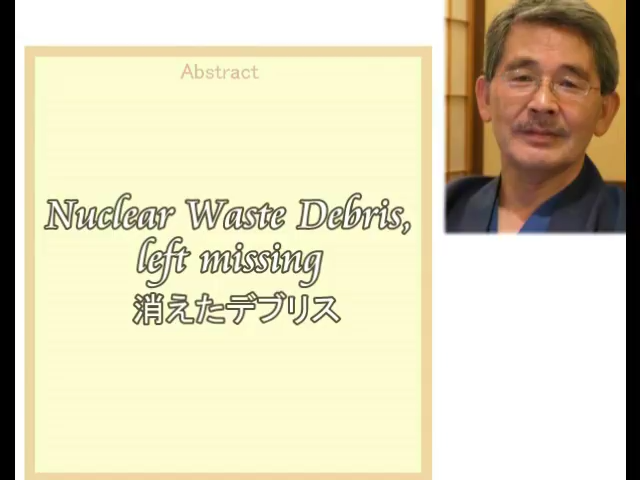 Abstract
Nuclear Waste Debris,
left missing
消えたデブリス